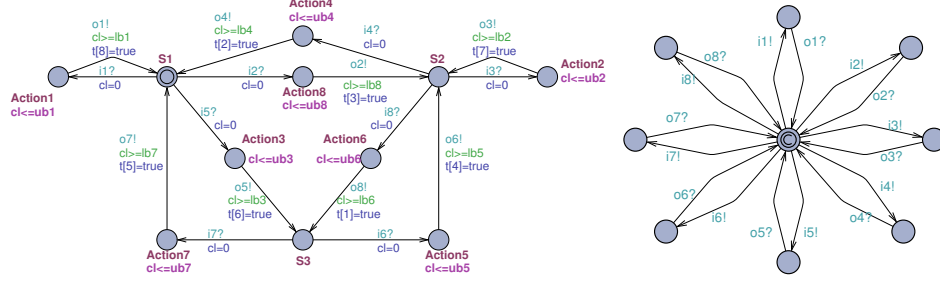 o1!
cl>=lb1
t[8]=true
i1?
cl=0
Action1
cl<=ub1
S1
o4!
cl>=lb4
t[2]=true
Action4
cl<=ub4
i4?
cl=0
i2?
cl=0
Action8
cl<=ub8
o2!
cl>=lb8
t[3]=true
S2
o3!
cl>=lb2
t[7]=true
i3?
cl=0
Action2
cl<=ub2
i5?
cl=0
Action3
cl<=ub3
o5!
cl>=lb3
t[6]=true
i8?
cl=0
Action6
cl<=ub6
o8!
cl>=lb6
t[1]=true
o7!
cl>=lb7
t[5]=true
o6!
cl>=lb5
t[4]=true
i7?
cl=0
Action7
cl<=ub7
S3
i6?
cl=0
Action5
cl<=ub5
i1!
o1?
o8?
i8!
i2!
o2?
o7?
i7!
i3!
o3?
o6?
i6!
i4!
o4?
o5?
i5!